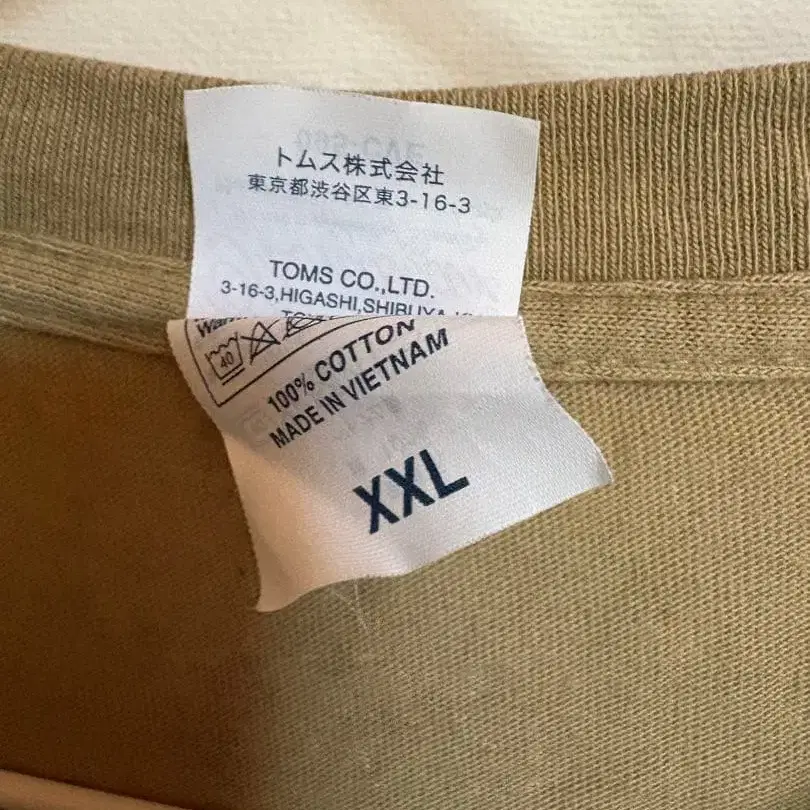 トムス株式会社
東京都渋谷区東3-16-3
TOMS CO.,LTD.
3-16-3,HIGASHI,SHIBUYA
40
100% COTTON
MADE IN VIETNAM
XXL